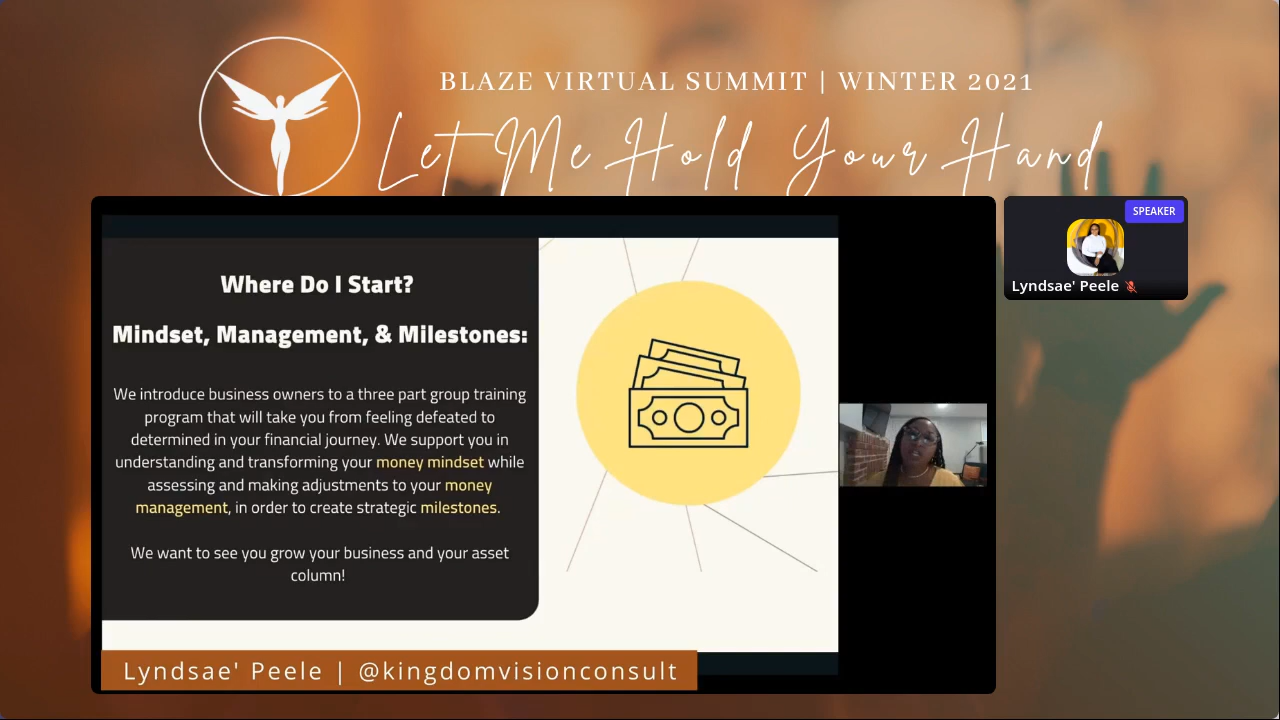 BLAZE VIRTUAL SUMMIT | WINTER 2021
Let Me Hold Your Hand
SPEAKER
Lyndsae' Peele
Where Do I Start?
Mindset, Management, & Milestones:
We introduce business owners to a three part group training
program that will take you from feeling defeated to
determined in your financial journey. We support you in
understanding and transforming your money mindset while
assessing and making adjustments to your money
management, in order to create strategic milestones.
We want to see you grow your business and your asset
column!
Lyndsae' Peele | @kingdomvisionconsult